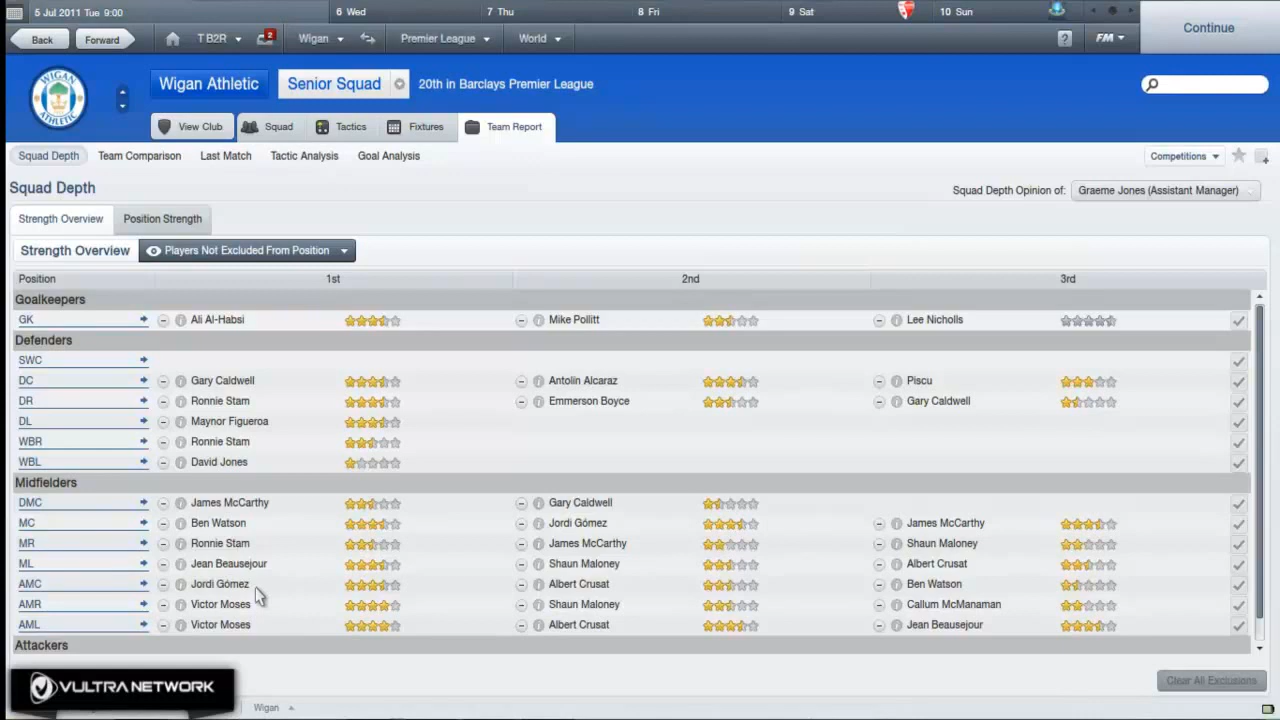 5 Jul 2011 Tue 9:00 6 Wed 7 Thu 8 Fri 9 Sat 10 Sun Continue
Back Forward T B2R 2 Wigan Premier League World ? FM
WIGAN ATHLETIC Wigan Athletic Senior Squad 20th in Barclays Premier League
View Club Squad Tactics Fixtures Team Report
Squad Depth Team Comparison Last Match Tactic Analysis Goal Analysis Competitions
Squad Depth Squad Depth Opinion of: Graeme Jones (Assistant Manager)
Strength Overview Position Strength
Strength Overview Players Not Excluded From Position
Position 1st 2nd 3rd
Goalkeepers
GK Ali Al-Habsi Mike Pollitt Lee Nicholls
Defenders
SWC
DC Gary Caldwell Antolín Alcaraz Piscu
DR Ronnie Stam Emmerson Boyce Gary Caldwell
DL Maynor Figueroa
WBR Ronnie Stam
WBL David Jones
Midfielders
DMC James McCarthy Gary Caldwell
MC Ben Watson Jordi Gómez James McCarthy
MR Ronnie Stam James McCarthy Shaun Maloney
ML Jean Beausejour Shaun Maloney Albert Crusat
AMC Jordi Gómez Albert Crusat Ben Watson
AMR Victor Moses Shaun Maloney Callum McManaman
AML Victor Moses Albert Crusat Jean Beausejour
Attackers
Clear All Exclusions
VULTRA NETWORK
Wigan